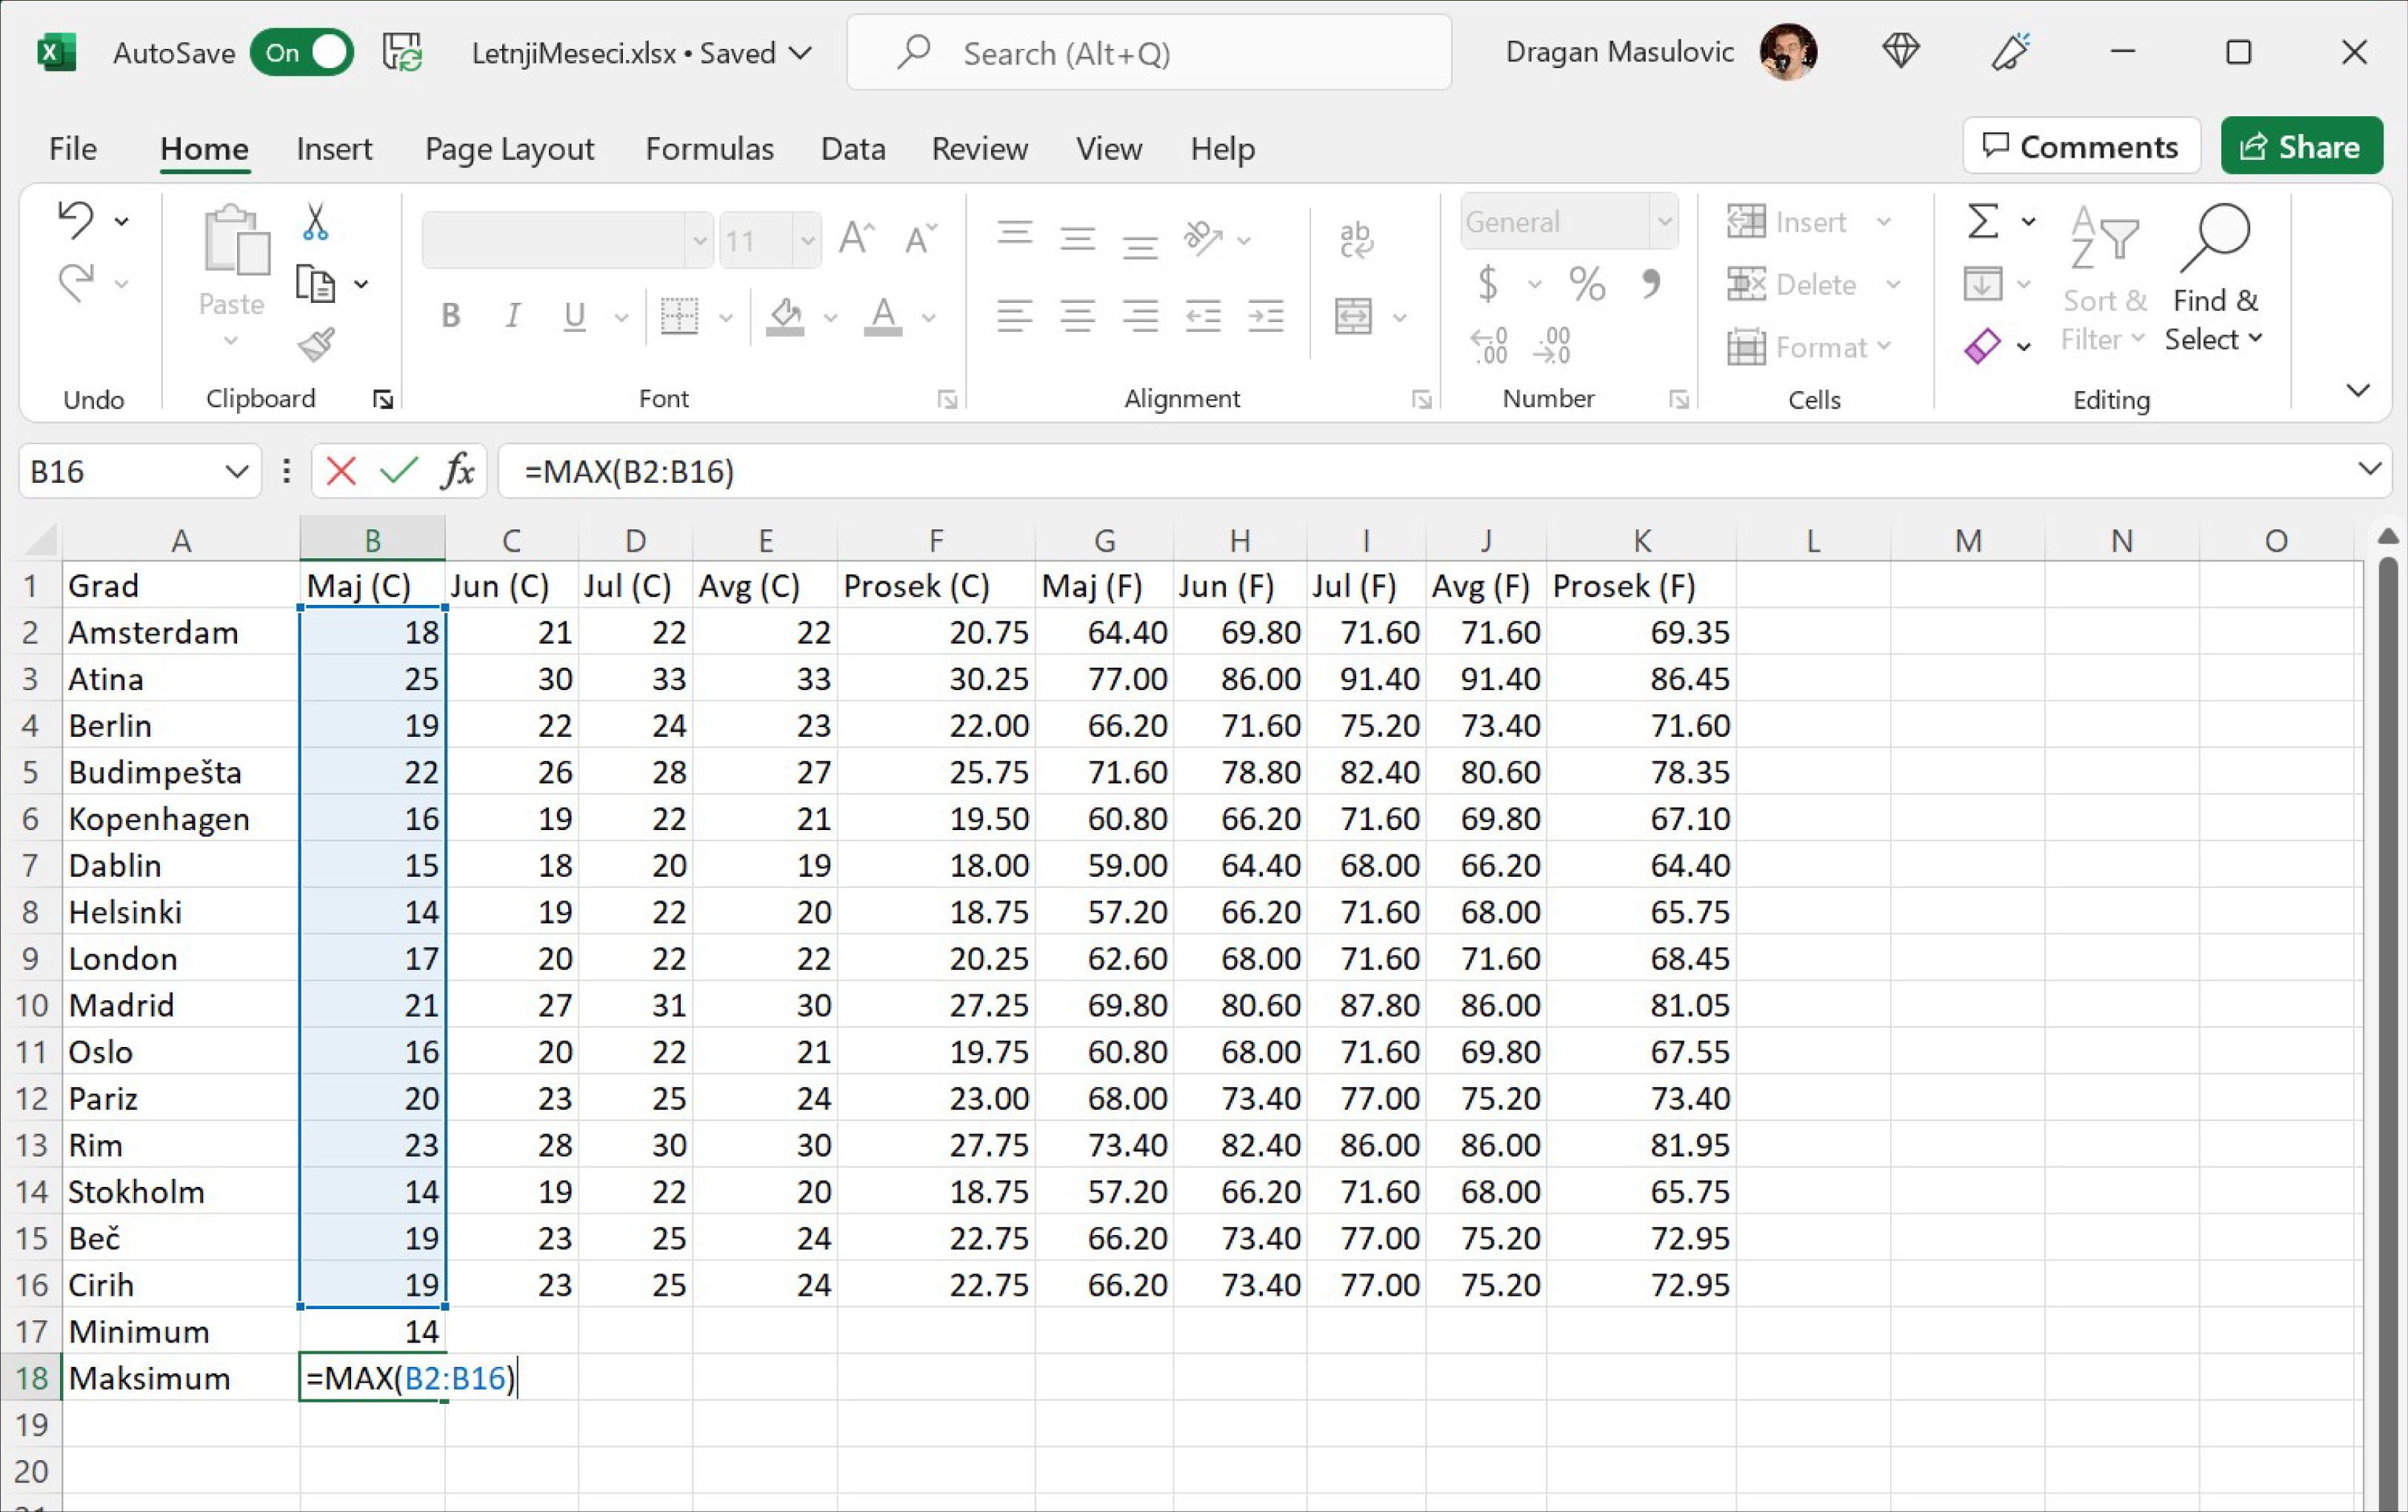 AutoSave On LetnjiMeseci.xlsx • Saved Search (Alt+Q) Dragan Masulovic
File Home Insert Page Layout Formulas Data Review View Help Comments Share
Paste
11
General
Insert
Delete
Format
Sort & Filter
Find & Select
Undo Clipboard Font Alignment Number Cells Editing
B16 fx =MAX(B2:B16)
A B C D E F G H I J K L M N O
1 Grad Maj (C) Jun (C) Jul (C) Avg (C) Prosek (C) Maj (F) Jun (F) Jul (F) Avg (F) Prosek (F)
2 Amsterdam 18 21 22 22 20.75 64.40 69.80 71.60 71.60 69.35
3 Atina 25 30 33 33 30.25 77.00 86.00 91.40 91.40 86.45
4 Berlin 19 22 24 23 22.00 66.20 71.60 75.20 73.40 71.60
5 Budimpešta 22 26 28 27 25.75 71.60 78.80 82.40 80.60 78.35
6 Kopenhagen 16 19 22 21 19.50 60.80 66.20 71.60 69.80 67.10
7 Dablin 15 18 20 19 18.00 59.00 64.40 68.00 66.20 64.40
8 Helsinki 14 19 22 20 18.75 57.20 66.20 71.60 68.00 65.75
9 London 17 20 22 22 20.25 62.60 68.00 71.60 71.60 68.45
10 Madrid 21 27 31 30 27.25 69.80 80.60 87.80 86.00 81.05
11 Oslo 16 20 22 21 19.75 60.80 68.00 71.60 69.80 67.55
12 Pariz 20 23 25 24 23.00 68.00 73.40 77.00 75.20 73.40
13 Rim 23 28 30 30 27.75 73.40 82.40 86.00 86.00 81.95
14 Stokholm 14 19 22 20 18.75 57.20 66.20 71.60 68.00 65.75
15 Beč 19 23 25 24 22.75 66.20 73.40 77.00 75.20 72.95
16 Cirih 19 23 25 24 22.75 66.20 73.40 77.00 75.20 72.95
17 Minimum 14
18 Maksimum =MAX(B2:B16)
19
20